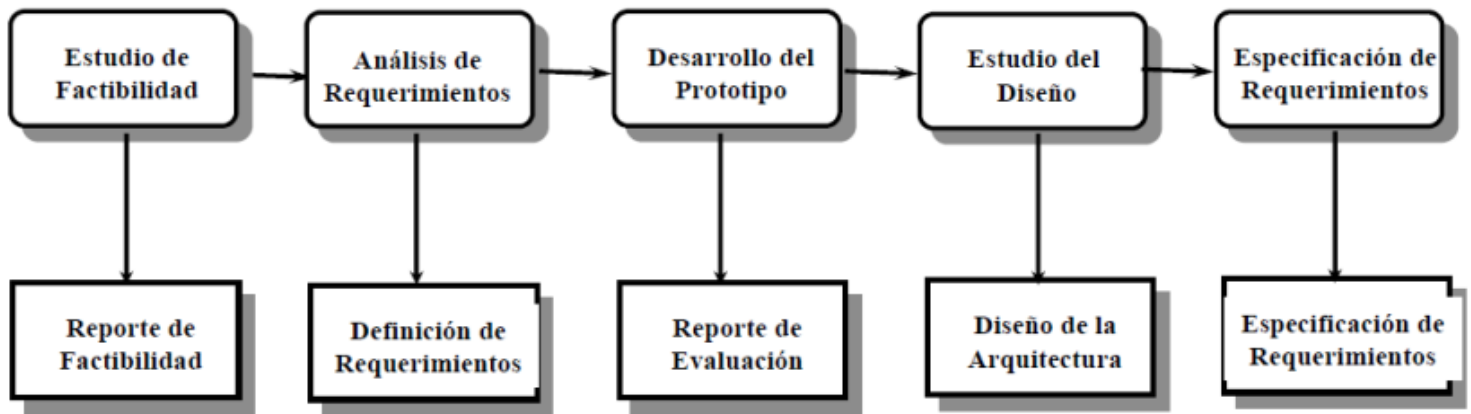 Estudio de
Factibilidad
Análisis de
Requerimientos
Desarrollo del
Prototipo
Estudio del
Diseño
Especificación de
Requerimientos
Reporte de
Factibilidad
Definición de
Requerimientos
Reporte de
Evaluación
Diseño de la
Arquitectura
Especificación de
Requerimientos